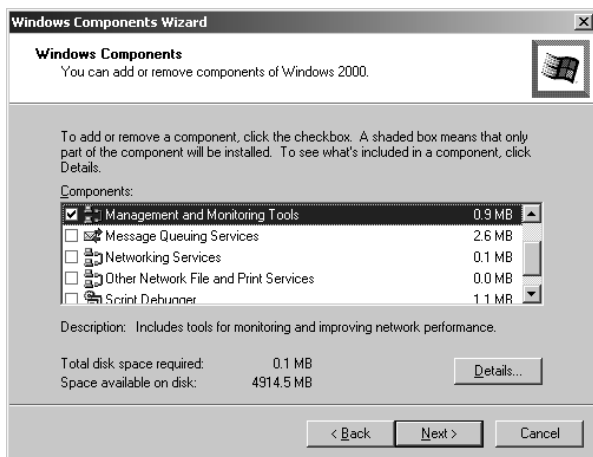 Windows Components Wizard
Windows Components
You can add or remove components of Windows 2000.
To add or remove a component, click the checkbox. A shaded box means that only
part of the component will be installed. To see what's included in a component, click
Details.
Components:
Management and Monitoring Tools 0.9 MB
Message Queuing Services 2.6 MB
Networking Services 0.1 MB
Other Network File and Print Services 0.0 MB
Script Debugger 1.1 MB
Description: Includes tools for monitoring and improving network performance.
Total disk space required: 0.1 MB
Space available on disk: 4914.5 MB
Details...
< Back Next > Cancel